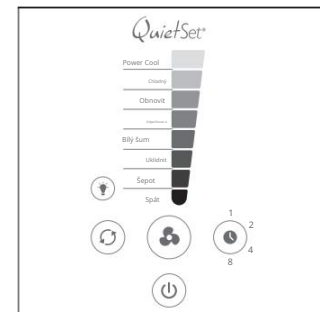 QuietSet®
Power Cool
Chladný
Obnovit
Bílý šum
Uklidnit
Šepot
Spát
1
2
4
8